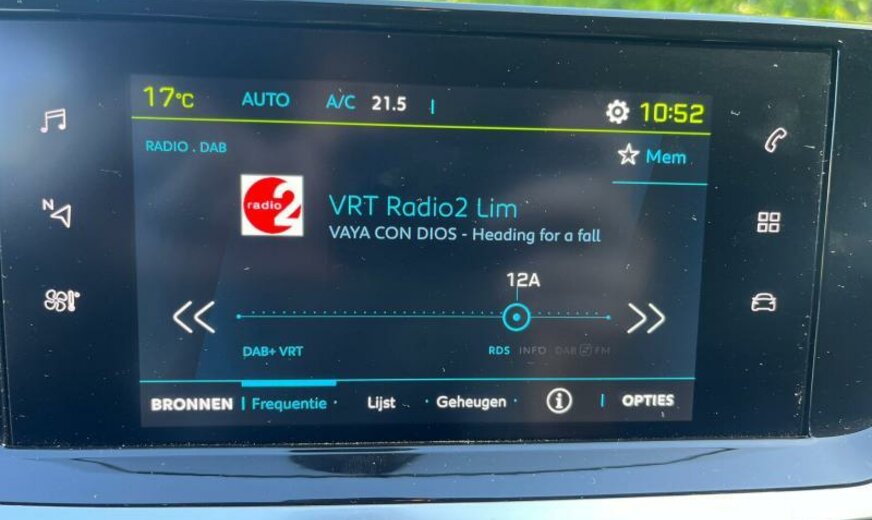 17°C AUTO A/C 21.5 10:52
RADIO . DAB
Mem
radio 2
VRT Radio2 Lim
VAYA CON DIOS - Heading for a fall
12A
DAB+ VRT
RDS INFO DAB FM
BRONNEN | Frequentie · Lijst · Geheugen · i | OPTIES
N